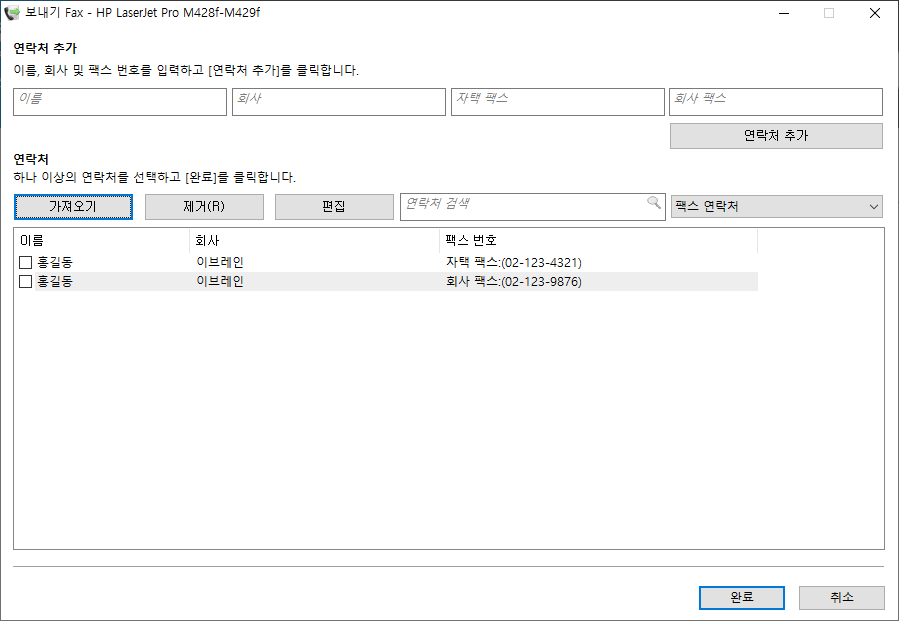 보내기 Fax - HP LaserJet Pro M428f-M429f
연락처 추가
이름, 회사 및 팩스 번호를 입력하고 [연락처 추가]를 클릭합니다.
이름 회사 자택 팩스 회사 팩스
연락처 추가
연락처
하나 이상의 연락처를 선택하고 [완료]를 클릭합니다.
가져오기 제거(R) 편집 연락처 검색 팩스 연락처
이름 회사 팩스 번호
홍길동 이브레인 자택 팩스:(02-123-4321)
홍길동 이브레인 회사 팩스:(02-123-9876)
완료 취소